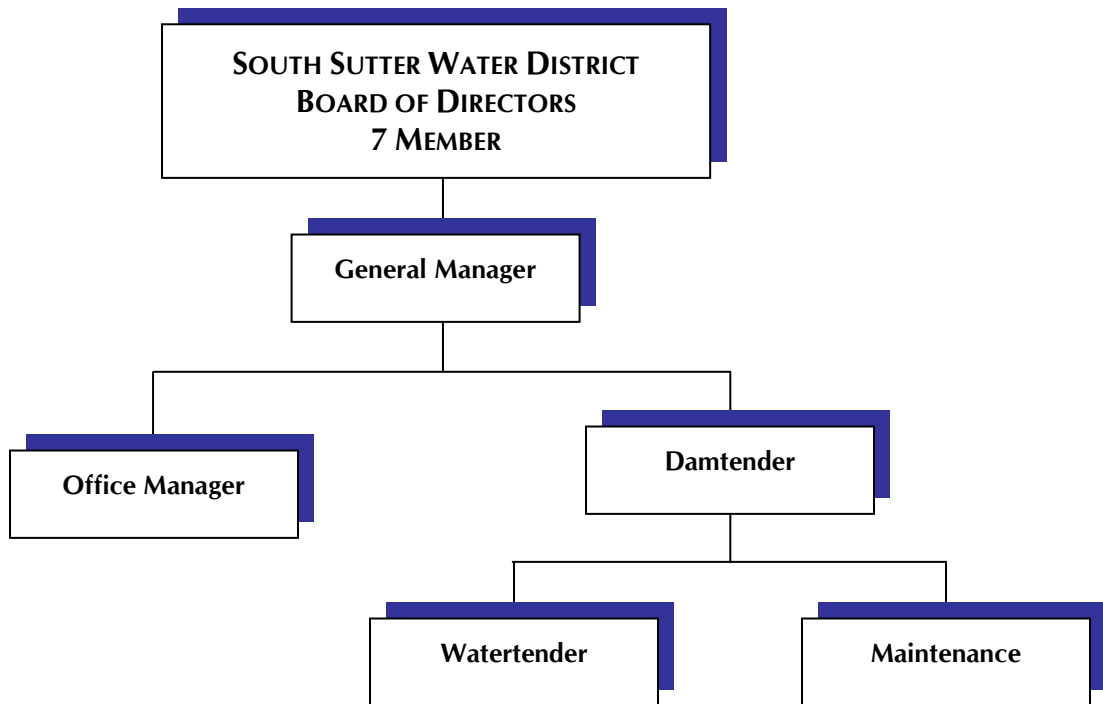 SOUTH SUTTER WATER DISTRICT
BOARD OF DIRECTORS
7 MEMBER
General Manager
Office Manager
Damtender
Watertender
Maintenance